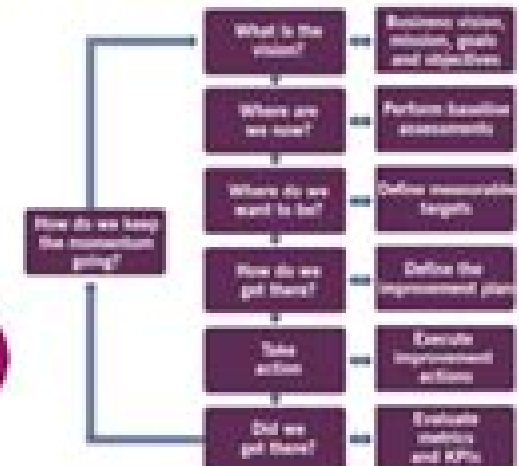 What is the
vision?
Business vision,
mission, goals
and objectives
Where are
we now?
Perform baseline
assessments
Where do we
want to be?
Define measurable
targets
How do we keep
the momentum
going?
How do we
get there?
Define the
improvement plan
Take
action
Execute
improvement
actions
Did we
get there?
Evaluate
metrics
and KPIs